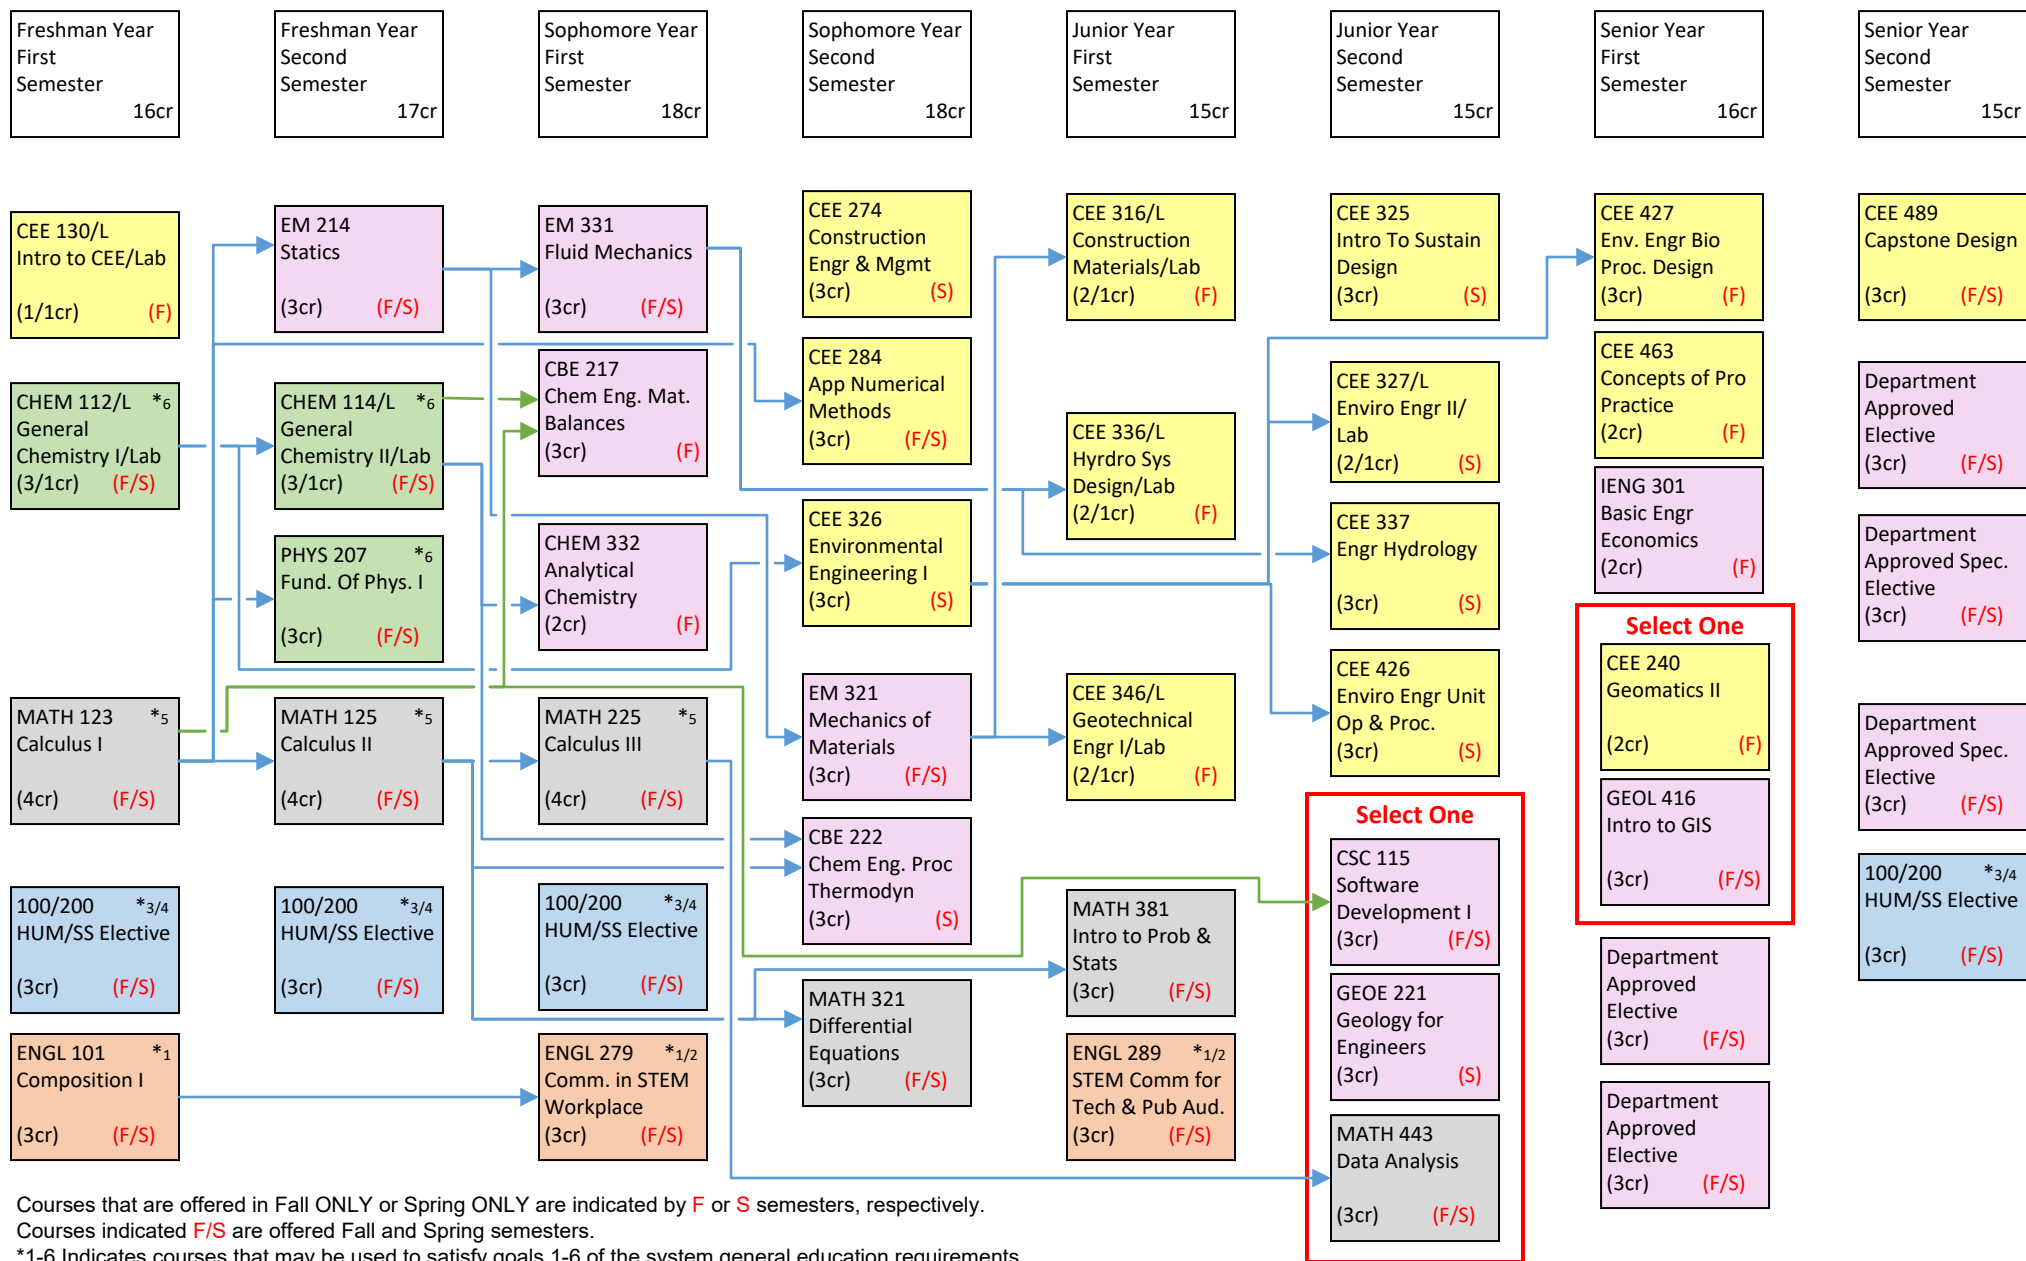 Freshman Year
First
Semester
16cr
Freshman Year
Second
Semester
17cr
Sophomore Year
First
Semester
18cr
Sophomore Year
Second
Semester
18cr
Junior Year
First
Semester
15cr
Junior Year
Second
Semester
15cr
Senior Year
First
Semester
16cr
Senior Year
Second
Semester
15cr
CEE 130/L
Intro to CEE/Lab
(1/1cr) (F)
CHEM 112/L *6
General
Chemistry I/Lab
(3/1cr) (F/S)
MATH 123 *5
Calculus I
(4cr) (F/S)
100/200 *3/4
HUM/SS Elective
(3cr) (F/S)
ENGL 101 *1
Composition I
(3cr) (F/S)
EM 214
Statics
(3cr) (F/S)
CHEM 114/L *6
General
Chemistry II/Lab
(3/1cr) (F/S)
PHYS 207 *6
Fund. Of Phys. I
(3cr) (F/S)
MATH 125 *5
Calculus II
(4cr) (F/S)
100/200 *3/4
HUM/SS Elective
(3cr) (F/S)
EM 331
Fluid Mechanics
(3cr) (F/S)
CBE 217
Chem Eng. Mat.
Balances
(3cr) (F)
CHEM 332
Analytical
Chemistry
(2cr) (F)
MATH 225 *5
Calculus III
(4cr) (F/S)
100/200 *3/4
HUM/SS Elective
(3cr) (F/S)
ENGL 279 *1/2
Comm. in STEM
Workplace
(3cr) (F/S)
CEE 274
Construction
Engr & Mgmt
(3cr) (S)
CEE 284
App Numerical
Methods
(3cr) (F/S)
CEE 326
Environmental
Engineering I
(3cr) (S)
EM 321
Mechanics of
Materials
(3cr) (F/S)
CBE 222
Chem Eng. Proc
Thermodyn
(3cr) (S)
MATH 321
Differential
Equations
(3cr) (F/S)
CEE 316/L
Construction
Materials/Lab
(2/1cr) (F)
CEE 336/L
Hyrdro Sys
Design/Lab
(2/1cr) (F)
CEE 346/L
Geotechnical
Engr I/Lab
(2/1cr) (F)
MATH 381
Intro to Prob &
Stats
(3cr) (F/S)
ENGL 289 *1/2
STEM Comm for
Tech & Pub Aud.
(3cr) (F/S)
CEE 325
Intro To Sustain
Design
(3cr) (S)
CEE 327/L
Enviro Engr II/
Lab
(2/1cr) (S)
CEE 337
Engr Hydrology
(3cr) (S)
CEE 426
Enviro Engr Unit
Op & Proc.
(3cr) (S)
Select One
CSC 115
Software
Development I
(3cr) (F/S)
GEOE 221
Geology for
Engineers
(3cr) (S)
MATH 443
Data Analysis
(3cr) (F/S)
CEE 427
Env. Engr Bio
Proc. Design
(3cr) (F)
CEE 463
Concepts of Pro
Practice
(2cr) (F)
IENG 301
Basic Engr
Economics
(2cr) (F)
Select One
CEE 240
Geomatics II
(2cr) (F)
GEOL 416
Intro to GIS
(3cr) (F/S)
Department
Approved
Elective
(3cr) (F/S)
Department
Approved
Elective
(3cr) (F/S)
CEE 489
Capstone Design
(3cr) (F/S)
Department
Approved
Elective
(3cr) (F/S)
Department
Approved Spec.
Elective
(3cr) (F/S)
Department
Approved Spec.
Elective
(3cr) (F/S)
100/200 *3/4
HUM/SS Elective
(3cr) (F/S)
Courses that are offered in Fall ONLY or Spring ONLY are indicated by F or S semesters, respectively.
Courses indicated F/S are offered Fall and Spring semesters.
*1-6 Indicates courses that may be used to satisfy goals 1-6 of the system general education requirements